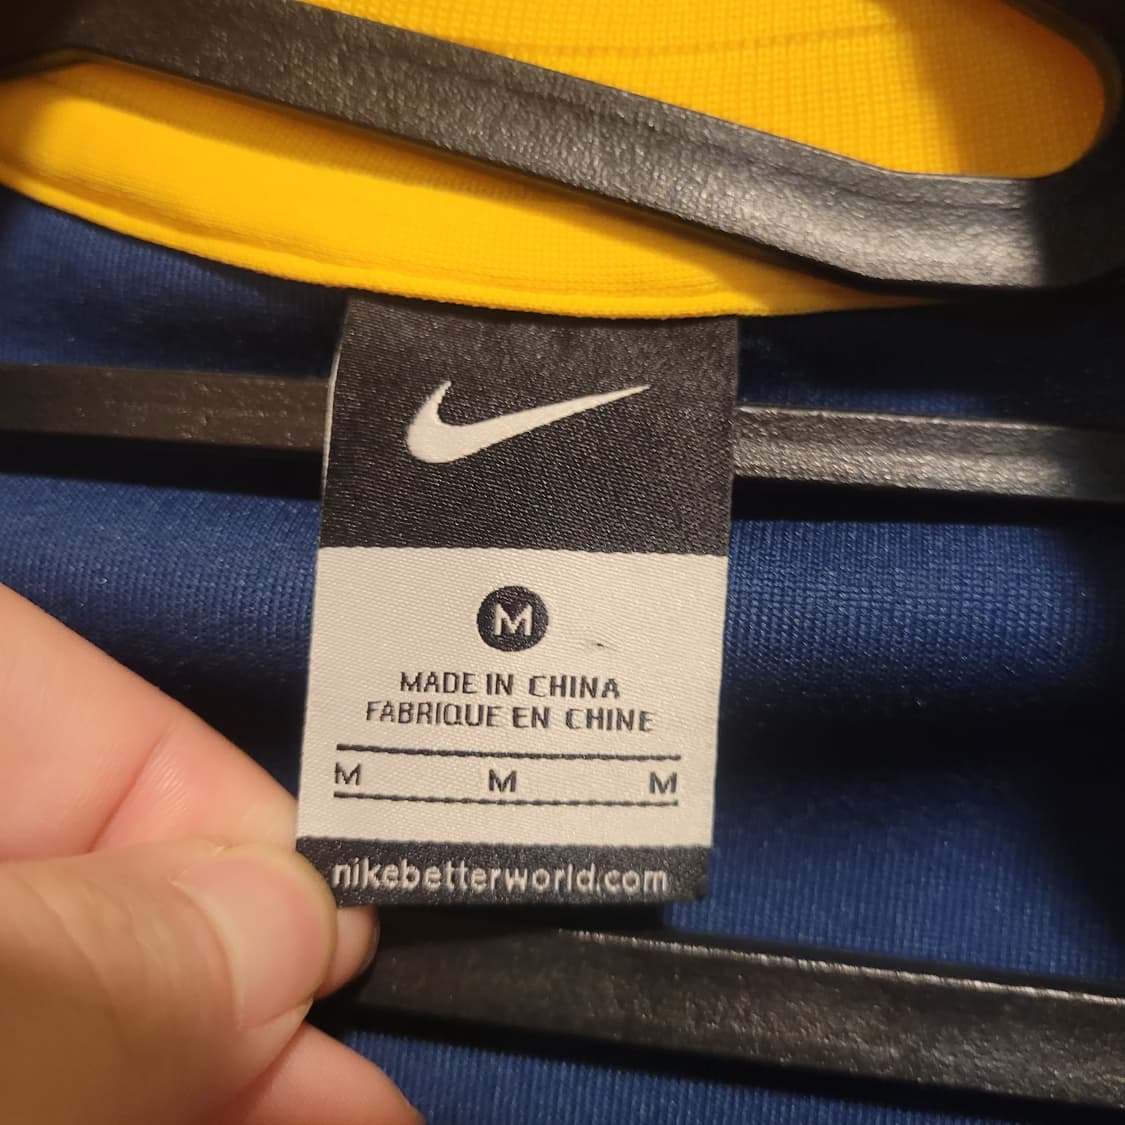 M
MADE IN CHINA
FABRIQUE EN CHINE
M M M
nikebetterworld.com